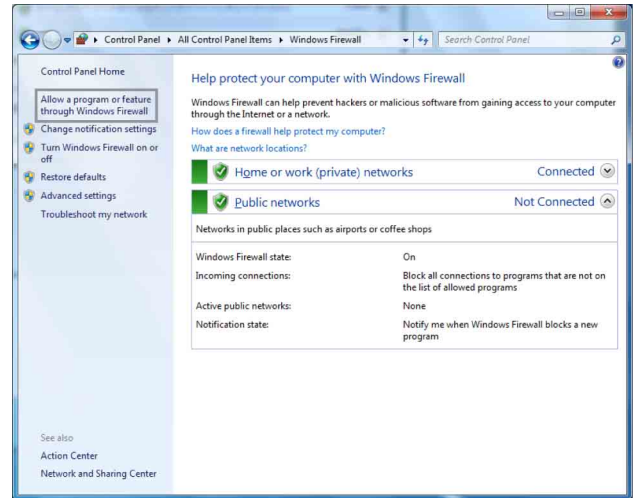 Control Panel ▸ All Control Panel Items ▸ Windows Firewall
Search Control Panel
Control Panel Home
Allow a program or feature
through Windows Firewall
Change notification settings
Turn Windows Firewall on or
off
Restore defaults
Advanced settings
Troubleshoot my network
See also
Action Center
Network and Sharing Center
Help protect your computer with Windows Firewall
Windows Firewall can help prevent hackers or malicious software from gaining access to your computer
through the Internet or a network.
How does a firewall help protect my computer?
What are network locations?
Home or work (private) networks Connected
Public networks Not Connected
Networks in public places such as airports or coffee shops
Windows Firewall state: On
Incoming connections: Block all connections to programs that are not on
the list of allowed programs
Active public networks: None
Notification state: Notify me when Windows Firewall blocks a new
program